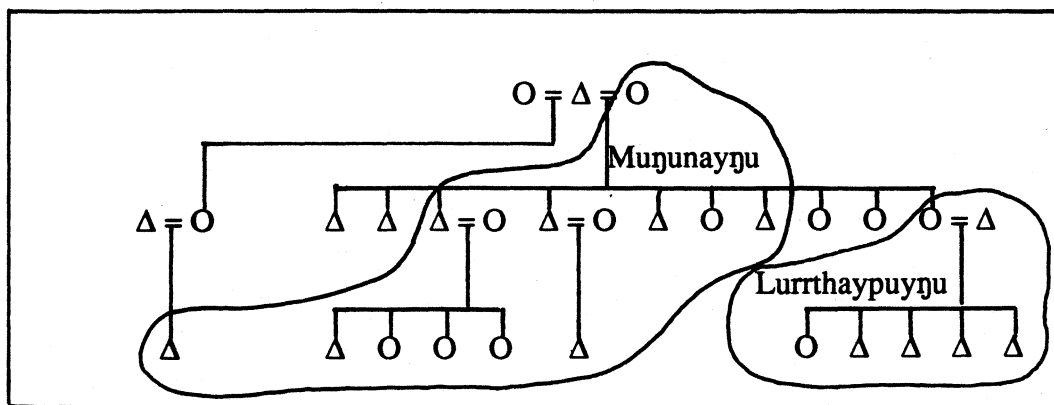 O = Δ = O
Muŋunayŋu
Δ = O Δ Δ Δ = O Δ = O Δ O Δ O O O = Δ
Lurrthaypuyŋu
Δ Δ O O O Δ O Δ Δ Δ Δ